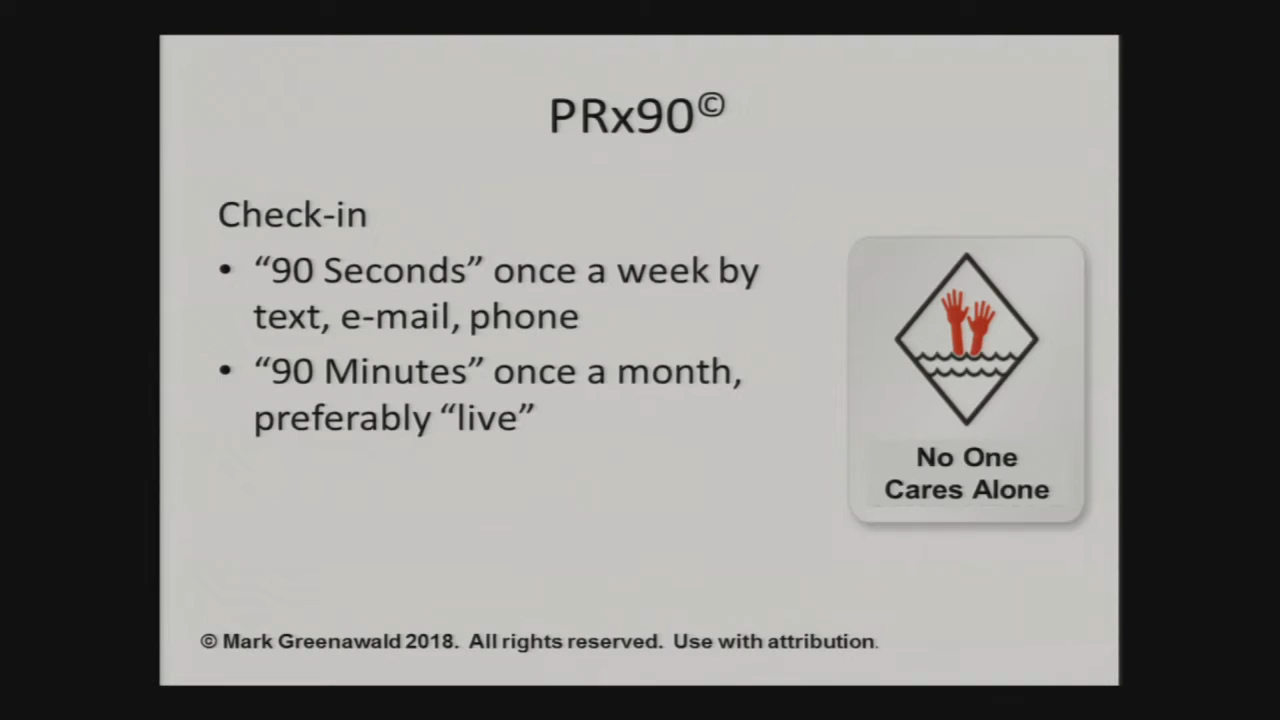 PRx90©
Check-in
• “90 Seconds” once a week by
text, e-mail, phone
• “90 Minutes” once a month,
preferably “live”
No One
Cares Alone
© Mark Greenawald 2018. All rights reserved. Use with attribution.